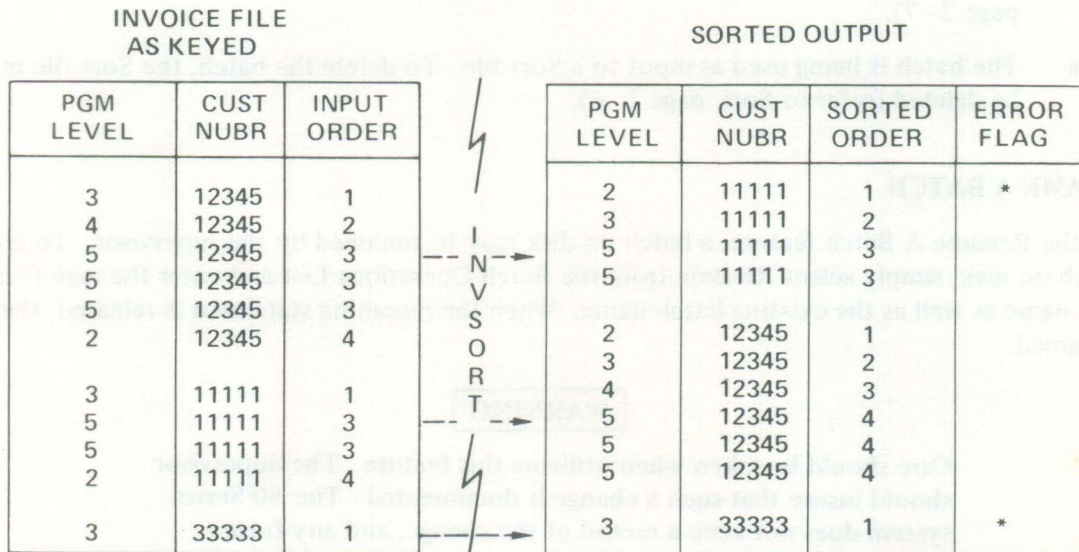 INVOICE FILE
AS KEYED
PGM LEVEL CUST NUBR INPUT ORDER
3 12345 1
4 12345 2
5 12345 3
5 12345 3
5 12345 3
2 12345 4
3 11111 1
5 11111 3
5 11111 3
2 11111 4
3 33333 1
IN SORT
SORTED OUTPUT
PGM LEVEL CUST NUBR SORTED ORDER ERROR FLAG
2 11111 1 *
3 11111 2
5 11111 3
5 11111 3
2 12345 1
3 12345 2
4 12345 3
5 12345 4
5 12345 4
5 12345 4
3 33333 1 *